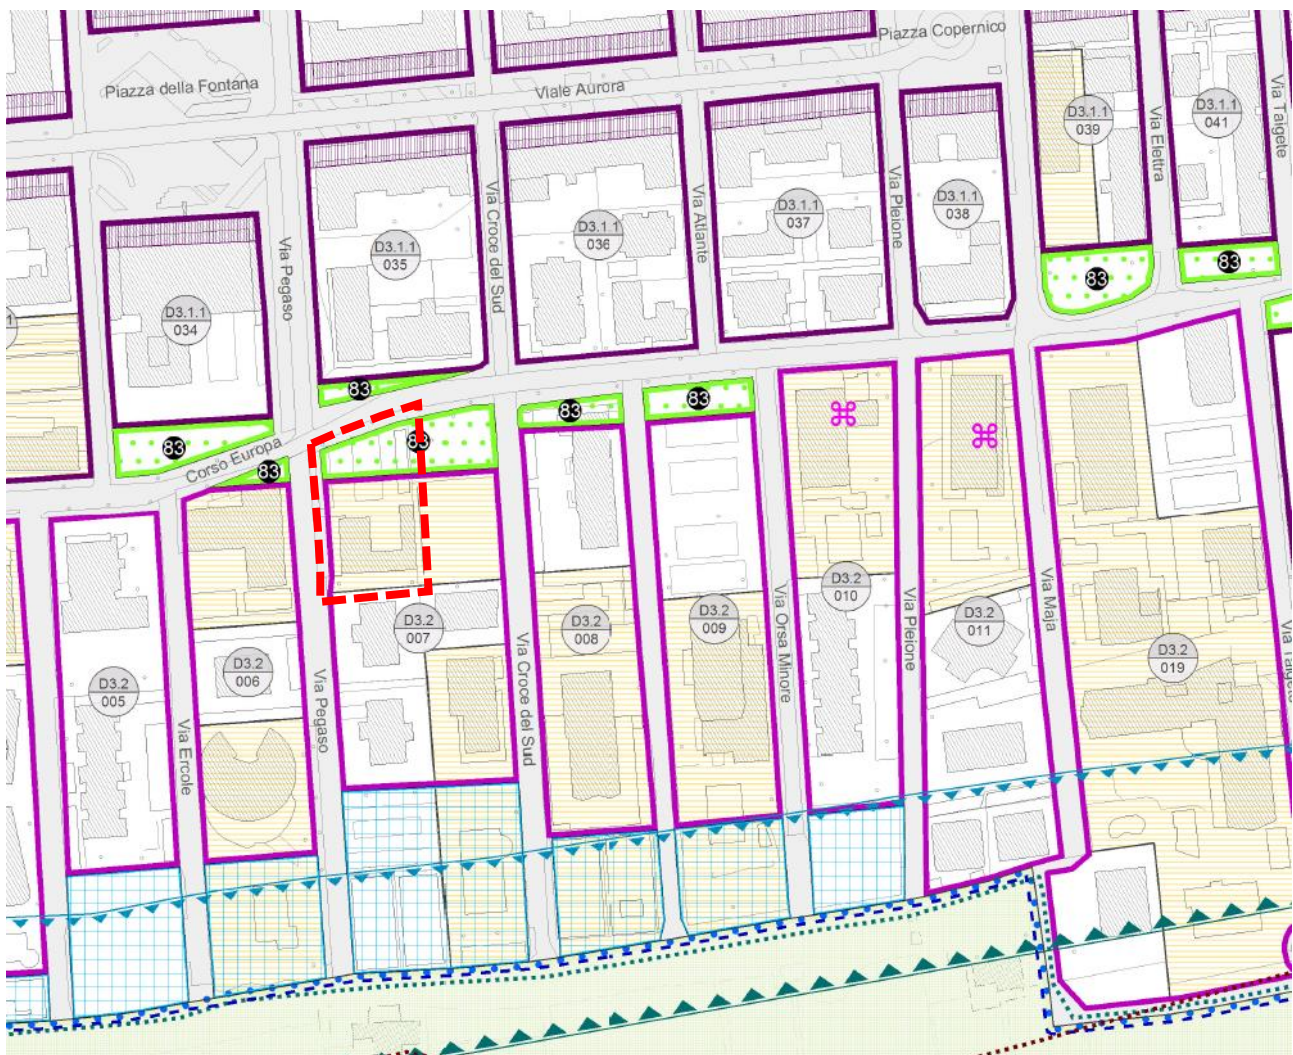 Piazza Copernico
Piazza della Fontana
Viale Aurora
D3.1.1
039
D3.1.1
041
Via Elettra
Via Taigete
D3.1.1
035
D3.1.1
036
D3.1.1
037
D3.1.1
038
Via Pegaso
Via Croce del Sud
Via Atlante
Via Pleione
D3.1.1
034
83
83
83
83
83
83
83
83
Corso Europa
83
D3.2
005
D3.2
006
D3.2
007
D3.2
008
D3.2
009
D3.2
010
D3.2
011
D3.2
019
Via Ercole
Via Pegaso
Via Croce del Sud
Via Orsa Minore
Via Pleione
Via Maja
Via Taigete